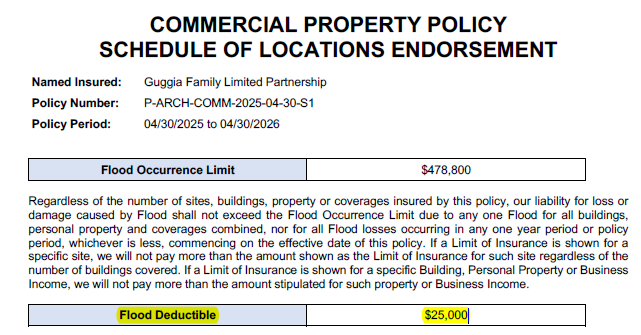 COMMERCIAL PROPERTY POLICY
SCHEDULE OF LOCATIONS ENDORSEMENT
Named Insured: Guggia Family Limited Partnership
Policy Number: P-ARCH-COMM-2025-04-30-S1
Policy Period: 04/30/2025 to 04/30/2026
Flood Occurrence Limit $478,800
Regardless of the number of sites, buildings, property or coverages insured by this policy, our liability for loss or
damage caused by Flood shall not exceed the Flood Occurrence Limit due to any one Flood for all buildings,
personal property and coverages combined, nor for all Flood losses occurring in any one year period or policy
period, whichever is less, commencing on the effective date of this policy. If a Limit of Insurance is shown for a
specific site, we will not pay more than the amount shown as the Limit of Insurance for such site regardless of the
number of buildings covered. If a Limit of Insurance is shown for a specific Building, Personal Property or Business
Income, we will not pay more than the amount stipulated for such property or Business Income.
Flood Deductible $25,000